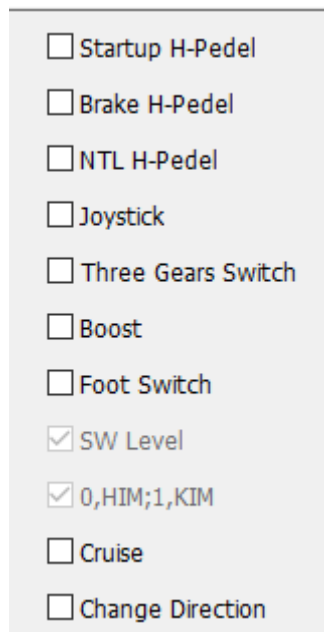 Startup H-Pedel
Brake H-Pedel
NTL H-Pedel
Joystick
Three Gears Switch
Boost
Foot Switch
SW Level
0,HIM;1,KIM
Cruise
Change Direction